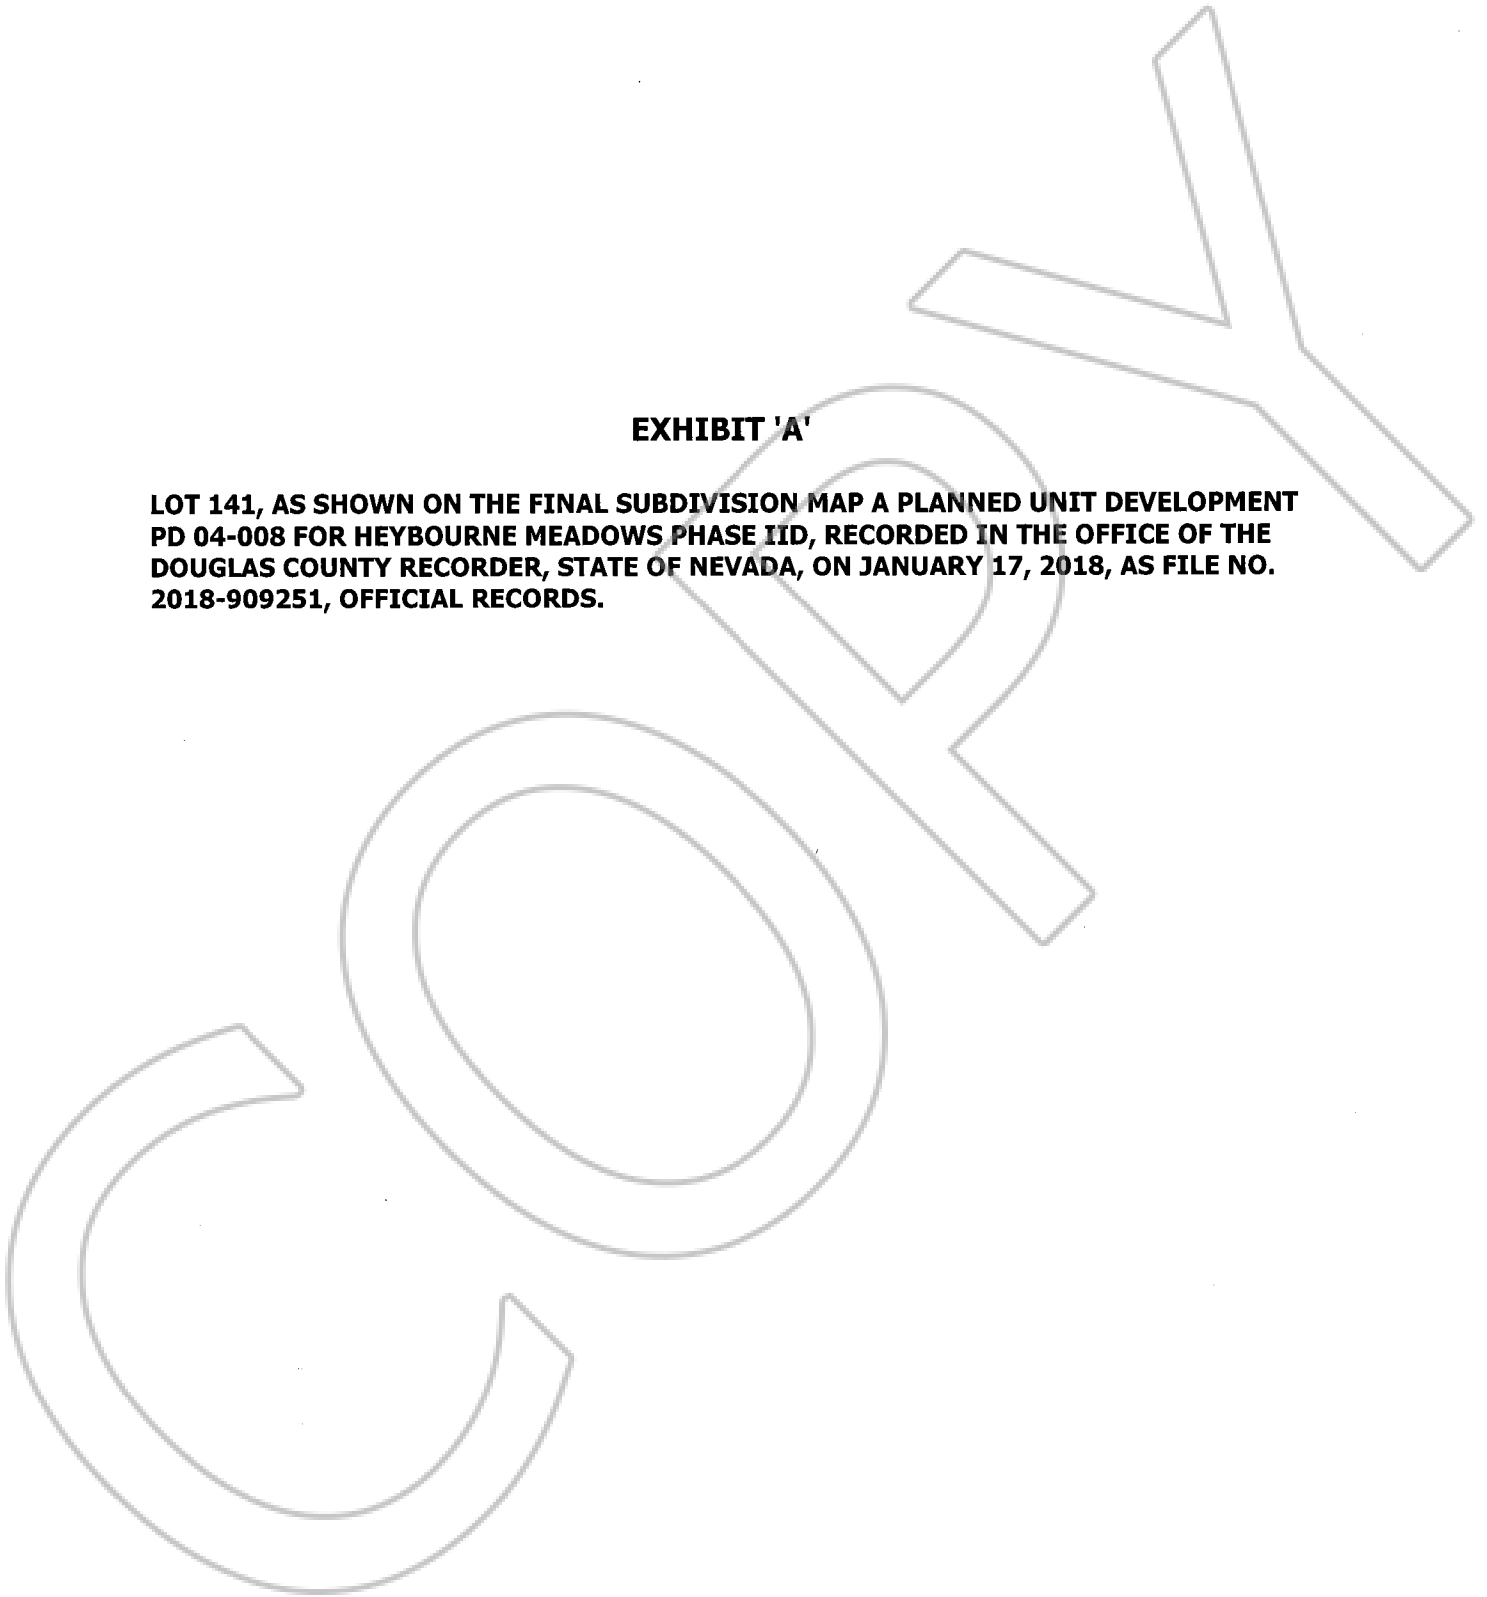 EXHIBIT 'A'
LOT 141, AS SHOWN ON THE FINAL SUBDIVISION MAP A PLANNED UNIT DEVELOPMENT
PD 04-008 FOR HEYBOURNE MEADOWS PHASE IID, RECORDED IN THE OFFICE OF THE
DOUGLAS COUNTY RECORDER, STATE OF NEVADA, ON JANUARY 17, 2018, AS FILE NO.
2018-909251, OFFICIAL RECORDS.
COPY